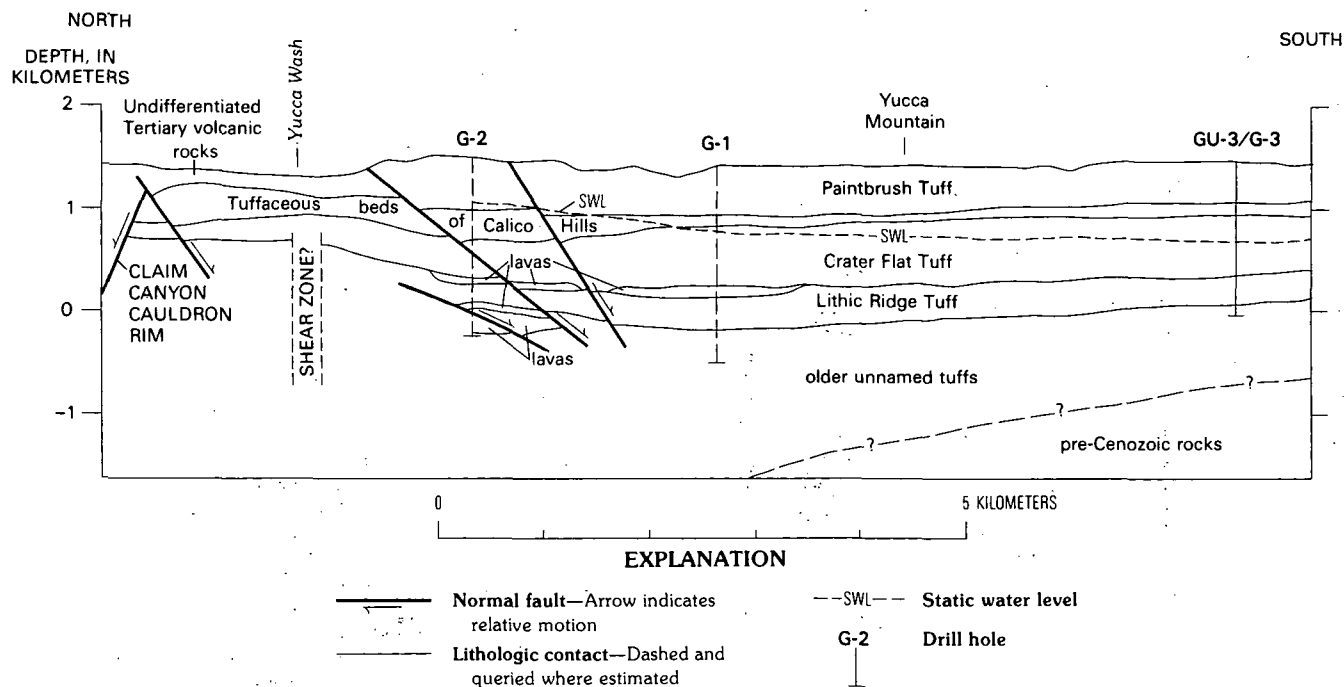 NORTH
SOUTH
DEPTH, IN
KILOMETERS
Undifferentiated
Tertiary volcanic
rocks
Yucca Wash
Yucca
Mountain
G-2
G-1
GU-3/G-3
2
1
0
-1
Paintbrush Tuff
SWL
Tuffaceous beds of Calico Hills
SWL
Crater Flat Tuff
lavas
Lithic Ridge Tuff
CLAIM
CANYON
CAULDRON
RIM
SHEAR ZONE?
lavas
older unnamed tuffs
? ? ?
pre-Cenozoic rocks
0 5 KILOMETERS
EXPLANATION
Normal fault—Arrow indicates
relative motion
Lithologic contact—Dashed and
queried where estimated
--SWL-- Static water level
G-2 Drill hole